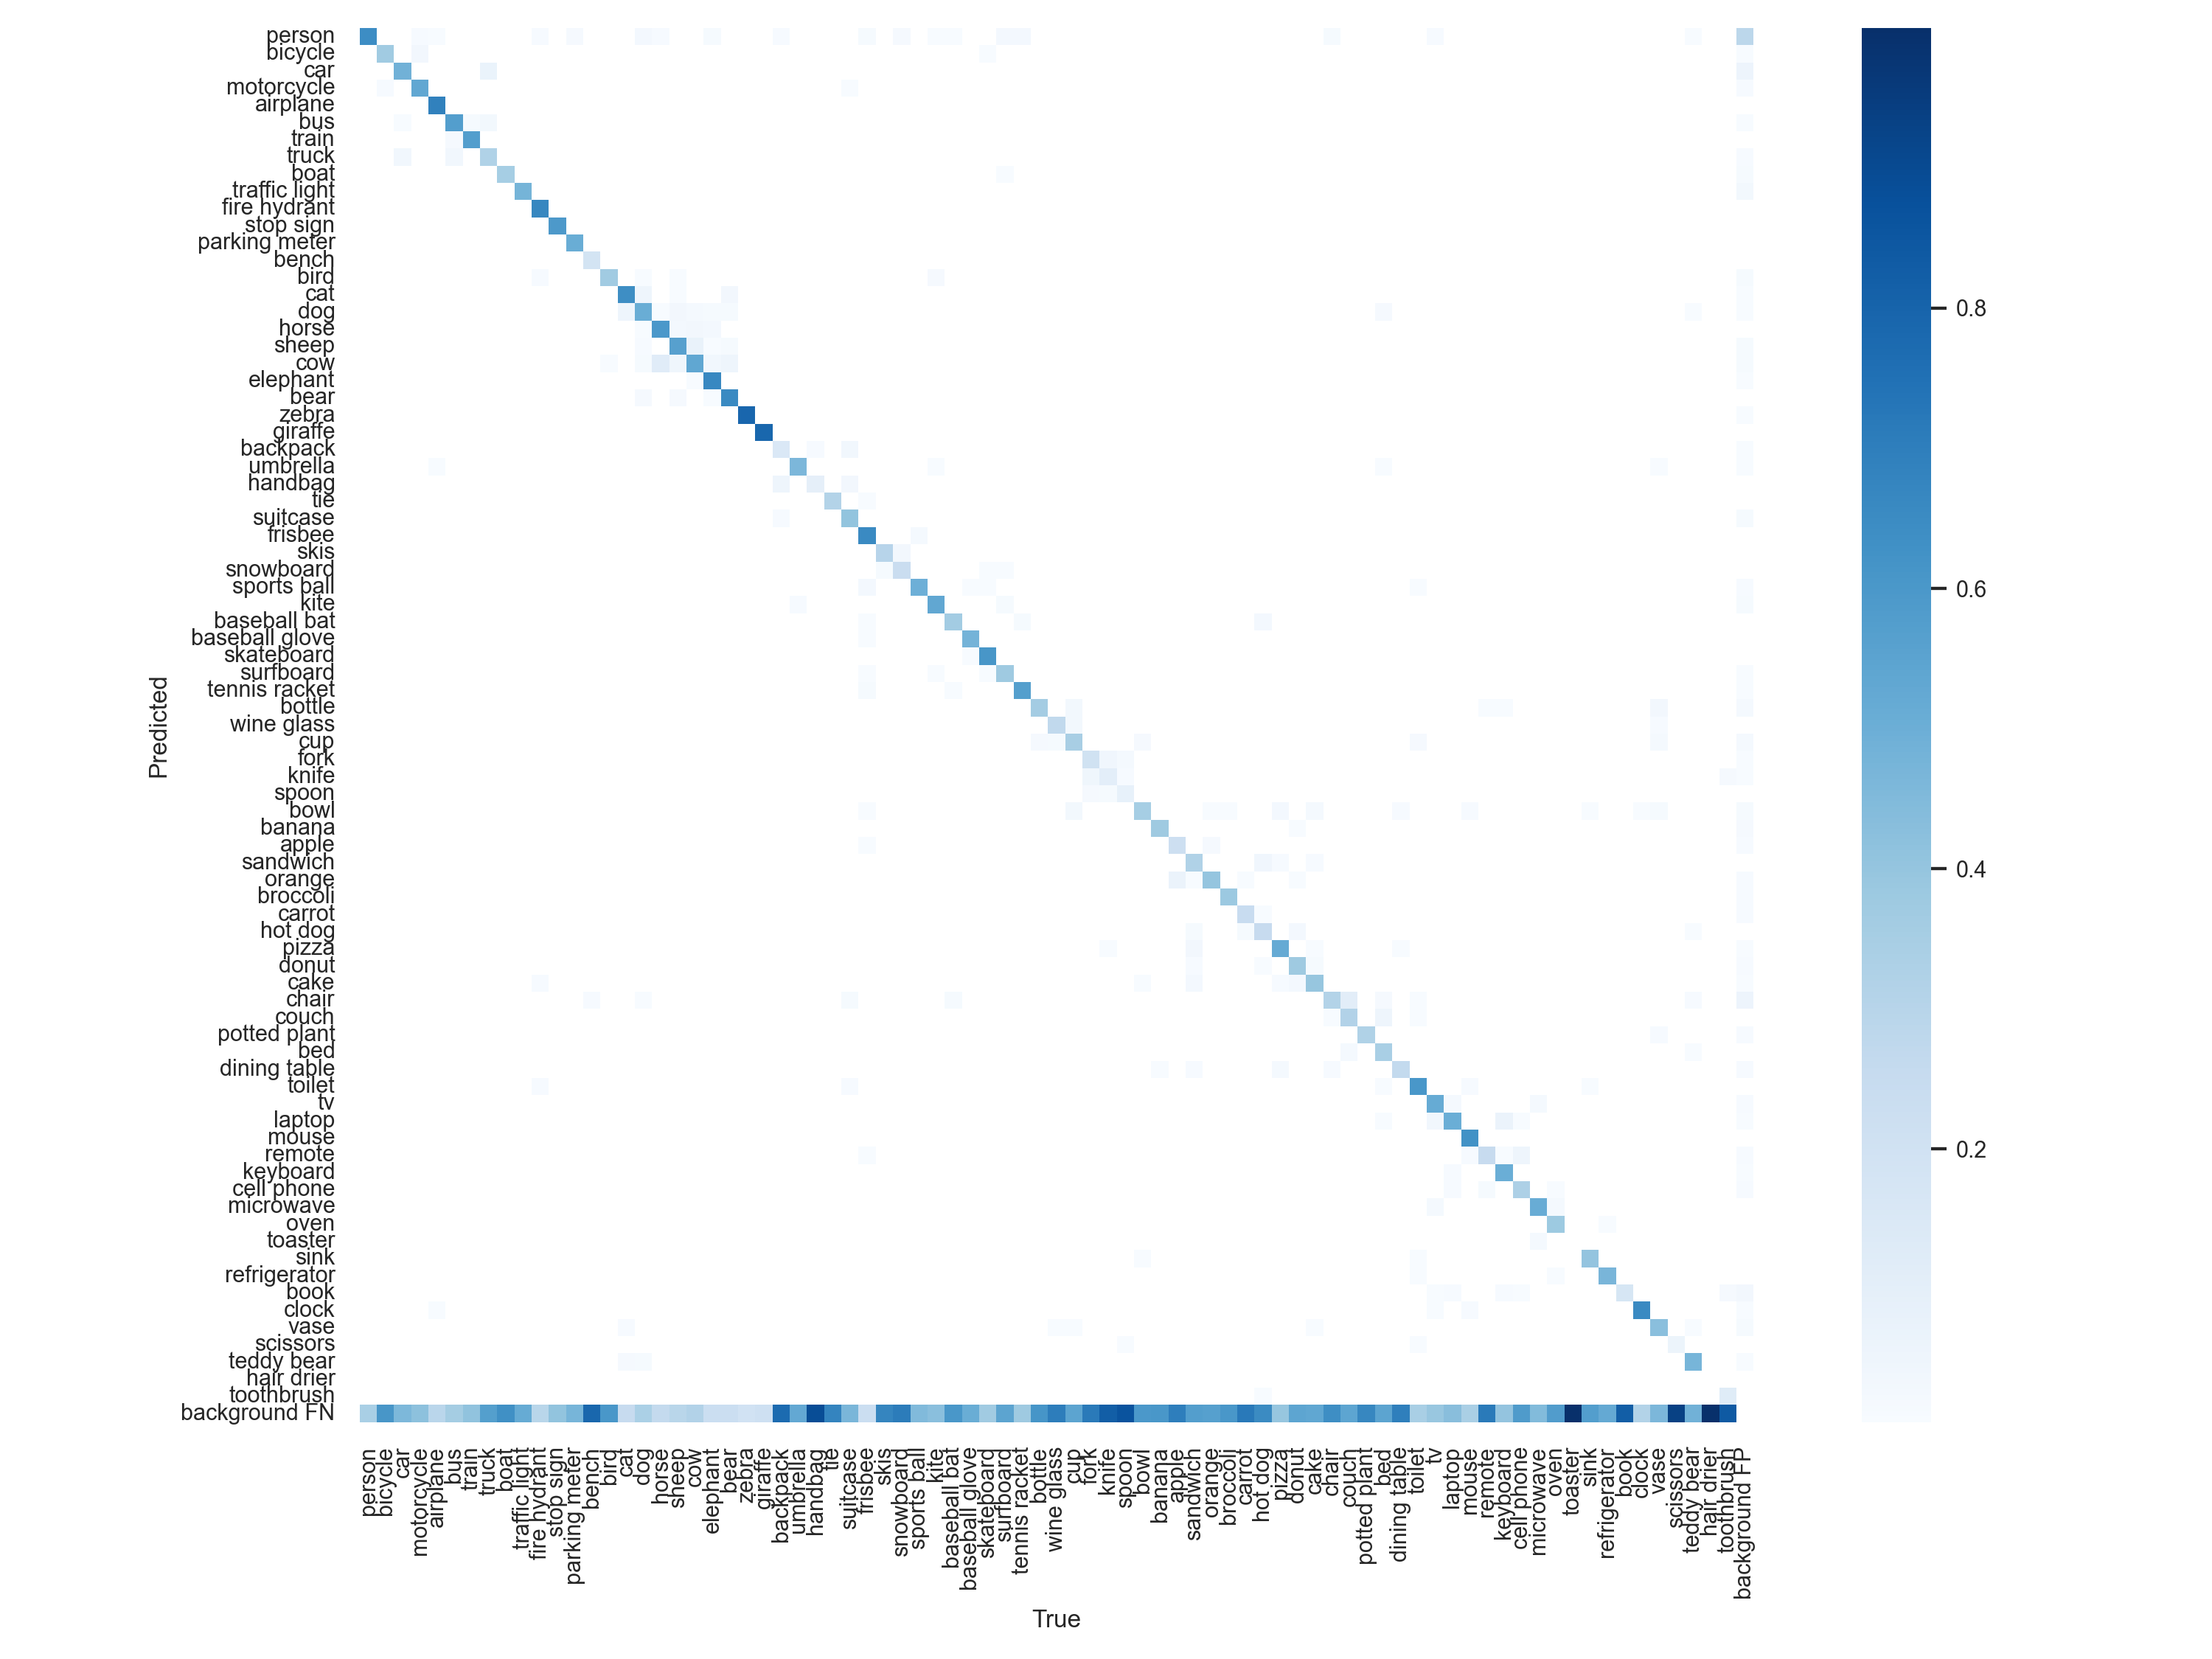 person
bicycle
car
motorcycle
airplane
bus
train
truck
boat
traffic light
fire hydrant
stop sign
parking meter
bench
bird
cat
dog
horse
sheep
cow
elephant
bear
zebra
giraffe
backpack
umbrella
handbag
tie
suitcase
frisbee
skis
snowboard
sports ball
kite
baseball bat
baseball glove
skateboard
surfboard
tennis racket
bottle
wine glass
cup
fork
knife
spoon
bowl
banana
apple
sandwich
orange
broccoli
carrot
hot dog
pizza
donut
cake
chair
couch
potted plant
bed
dining table
toilet
tv
laptop
mouse
remote
keyboard
cell phone
microwave
oven
toaster
sink
refrigerator
book
clock
vase
scissors
teddy bear
hair drier
toothbrush
background FN
Predicted
person
bicycle
car
motorcycle
airplane
bus
train
truck
boat
traffic light
fire hydrant
stop sign
parking meter
bench
bird
cat
dog
horse
sheep
cow
elephant
bear
zebra
giraffe
backpack
umbrella
handbag
tie
suitcase
frisbee
skis
snowboard
sports ball
kite
baseball bat
baseball glove
skateboard
surfboard
tennis racket
bottle
wine glass
cup
fork
knife
spoon
bowl
banana
apple
sandwich
orange
broccoli
carrot
hot dog
pizza
donut
cake
chair
couch
potted plant
bed
dining table
toilet
tv
laptop
mouse
remote
keyboard
cell phone
microwave
oven
toaster
sink
refrigerator
book
clock
vase
scissors
teddy bear
hair drier
toothbrush
background FP
True
0.8
0.6
0.4
0.2